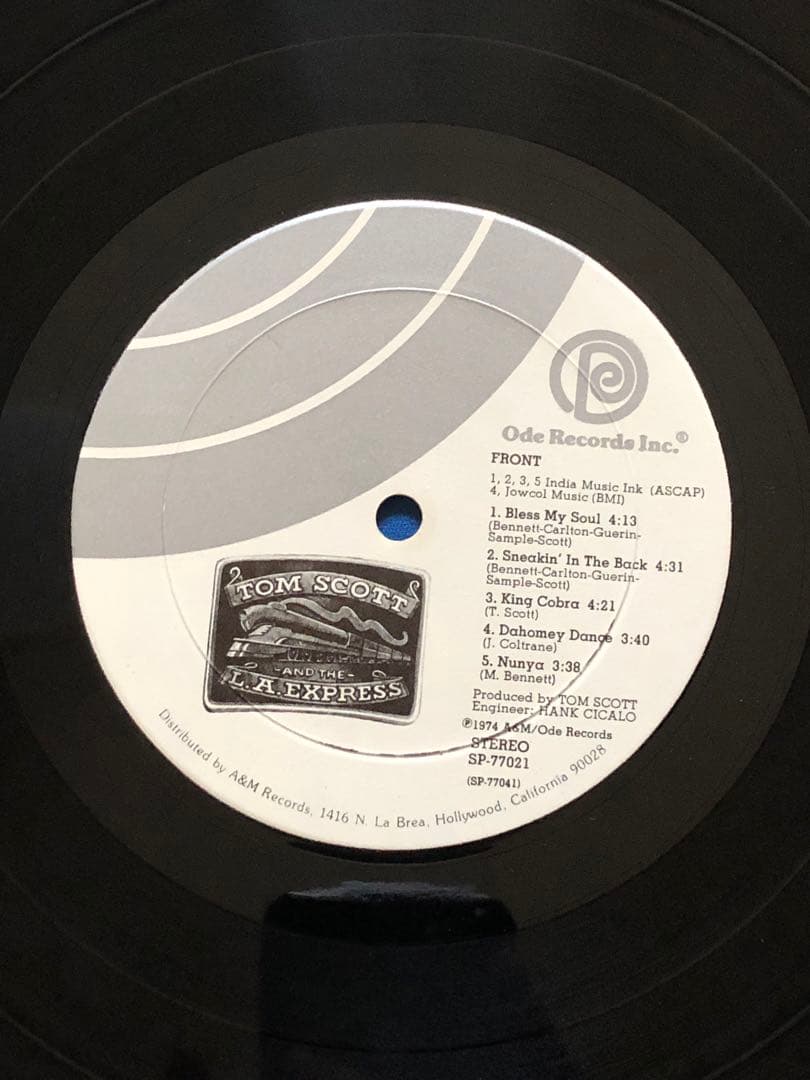 Ode Records Inc.®
FRONT
1, 2, 3, 5 India Music Ink (ASCAP)
4, Jowcol Music (BMI)
1. Bless My Soul 4:13
(Bennett-Carlton-Guerin-
Sample-Scott)
2. Sneakin' In The Back 4:31
(Bennett-Carlton-Guerin-
Sample-Scott)
3. King Cobra 4:21
(T. Scott)
4. Dahomey Dance 3:40
(J. Coltrane)
5. Nunya 3:38
(M. Bennett)
Produced by TOM SCOTT
Engineer: HANK CICALO
℗1974 A&M/Ode Records
STEREO
SP-77021
(SP-77041)
TOM SCOTT
-AND THE-
L.A. EXPRESS
Distributed by A&M Records, 1416 N. La Brea, Hollywood, California 90028